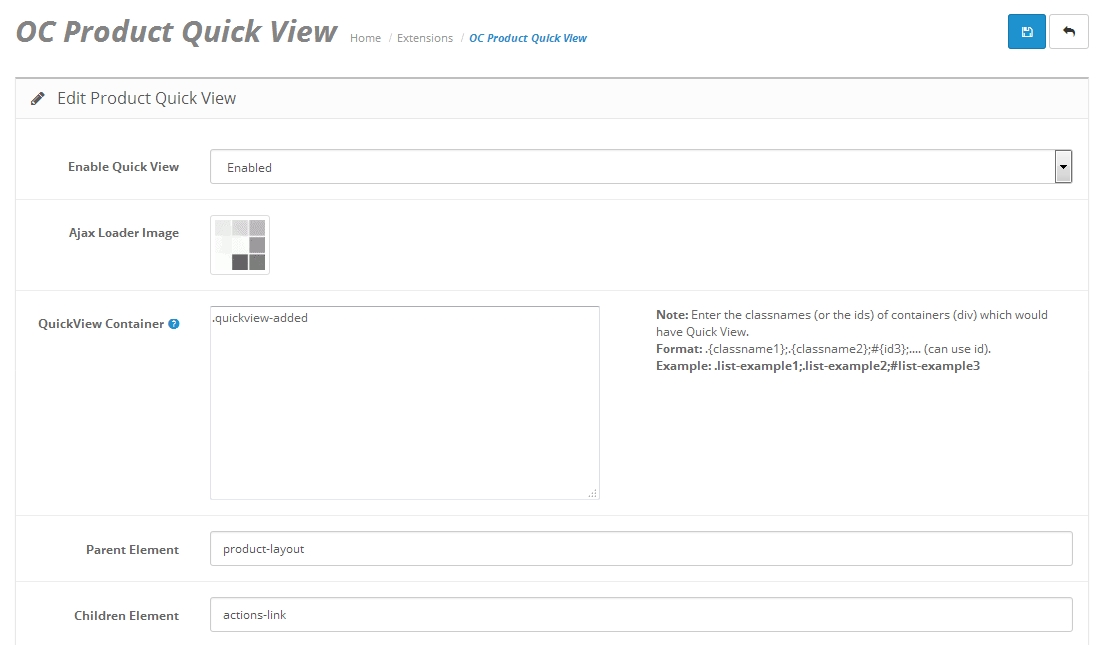 OC Product Quick View Home / Extensions / OC Product Quick View
Edit Product Quick View
Enable Quick View Enabled
Ajax Loader Image
QuickView Container ? .quickview-added
Note: Enter the classnames (or the ids) of containers (div) which would
have Quick View.
Format: .{classname1};.{classname2};#{id3};.... (can use id).
Example: .list-example1;.list-example2;#list-example3
Parent Element product-layout
Children Element actions-link